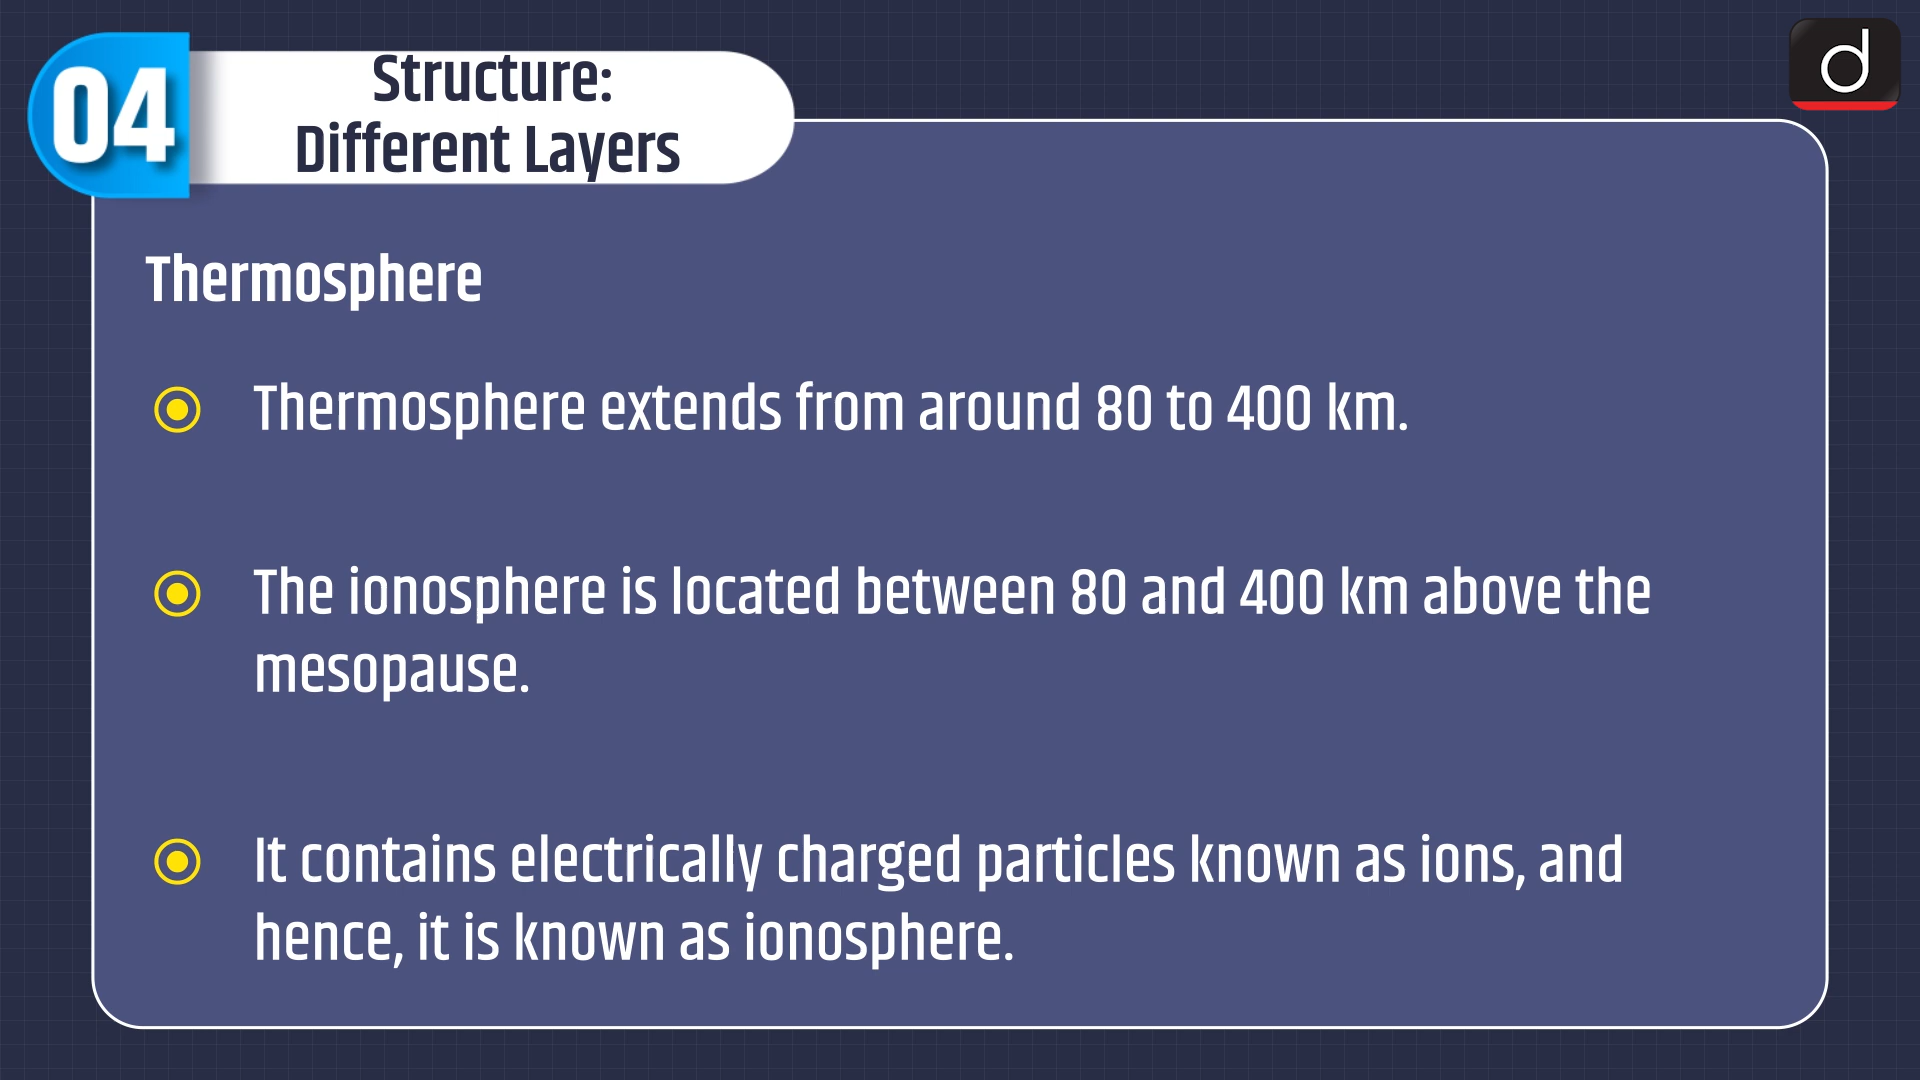 04
Structure:
Different Layers
d
Thermosphere
Thermosphere extends from around 80 to 400 km.
The ionosphere is located between 80 and 400 km above the
mesopause.
It contains electrically charged particles known as ions, and
hence, it is known as ionosphere.